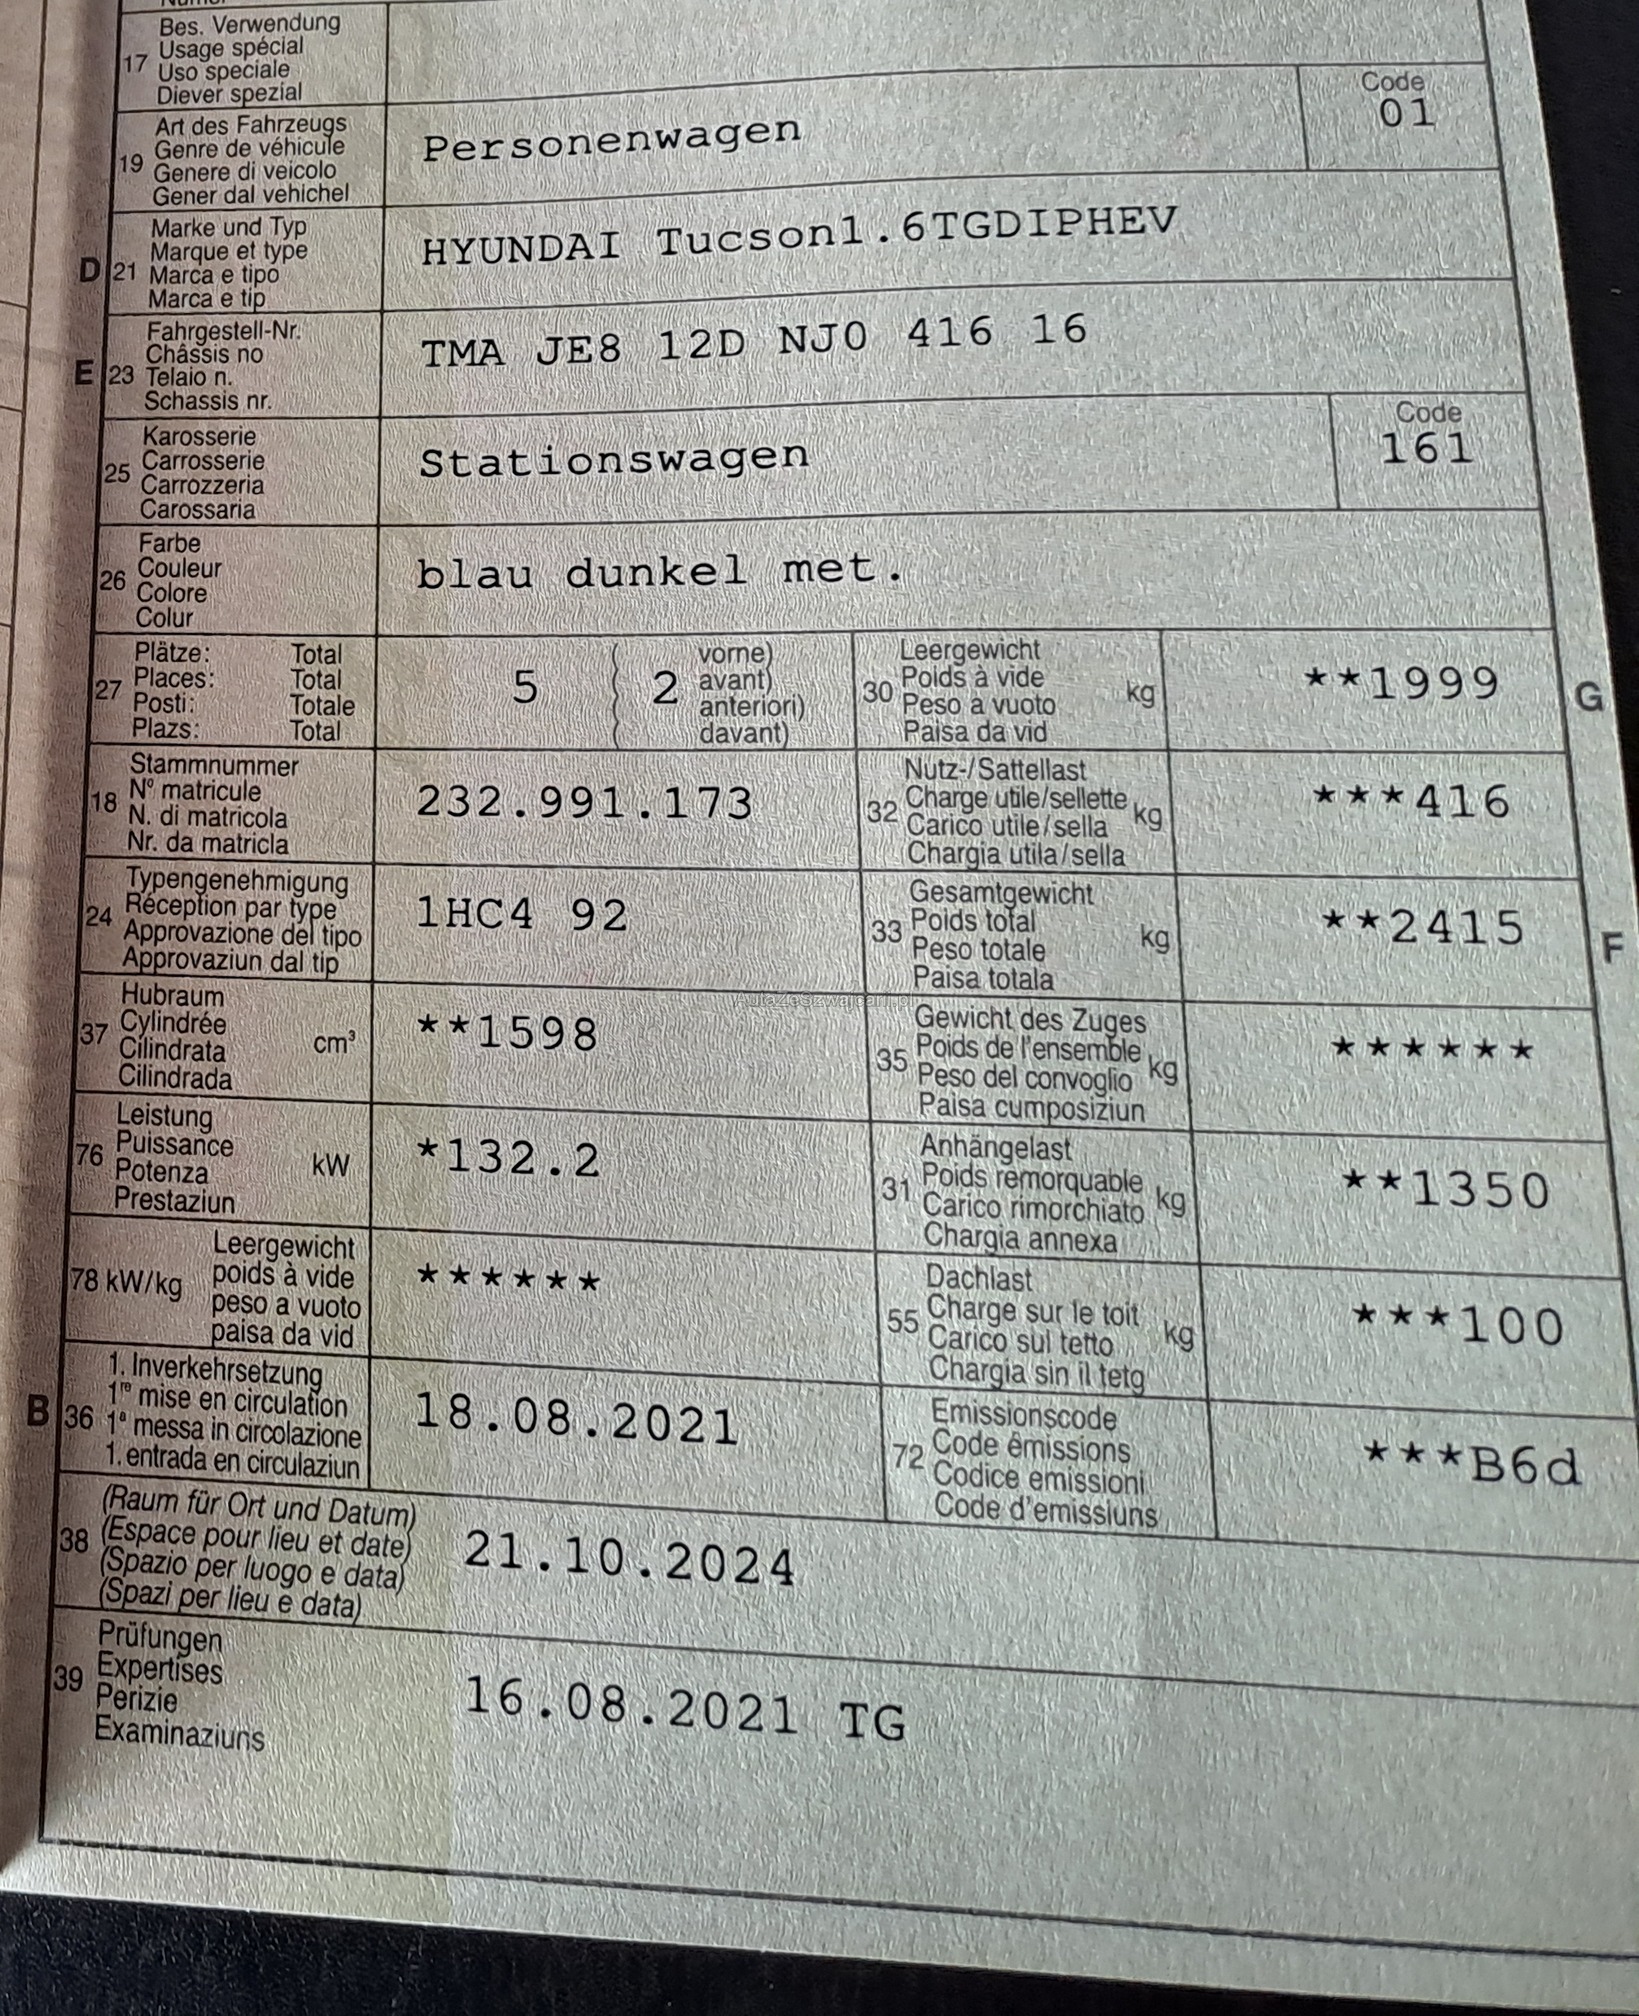 Bes. Verwendung
17 Usage spécial
Uso speciale
Diever spezial
Art des Fahrzeugs
19 Genre de véhicule
Genere di veicolo
Gener dal vehichel
Personenwagen
Code
01
Marke und Typ
Marque et type
D 21 Marca e tipo
Marca e tip
HYUNDAI Tucson1.6TGDIPHEV
Fahrgestell-Nr.
Châssis no
E 23 Telaio n.
Schassis nr.
TMA JE8 12D NJ0 416 16
Karosserie
25 Carrosserie
Carrozzeria
Carossaria
Stationswagen
Code
161
Farbe
26 Couleur
Colore
Colur
blau dunkel met.
Plätze: Total
27 Places: Total
Posti: Totale
Plazs: Total
5
2
vorne)
avant)
anteriori)
davant)
Leergewicht
30 Poids à vide kg
Peso a vuoto
Paisa da vid
**1999
G
Stammnummer
18 N° matricule
N. di matricola
Nr. da matricla
232.991.173
Nutz-/Sattellast
32 Charge utile/sellette kg
Carico utile/sella
Chargia utila/sella
***416
Typengenehmigung
24 Réception par type
Approvazione del tipo
Approvaziun dal tip
1HC4 92
Gesamtgewicht
33 Poids total kg
Peso totale
Paisa totala
**2415
F
AutaZeSzwajcarii.pl
Hubraum
37 Cylindrée cm³
Cilindrata
Cilindrada
**1598
Gewicht des Zuges
35 Poids de l'ensemble kg
Peso del convoglio
Paisa cumposiziun
******
Leistung
76 Puissance kW
Potenza
Prestaziun
*132.2
Anhängelast
31 Poids remorquable kg
Carico rimorchiato
Chargia annexa
**1350
Leergewicht
78 kW/kg poids à vide
peso a vuoto
paisa da vid
******
Dachlast
55 Charge sur le toit kg
Carico sul tetto
Chargia sin il tetg
***100
1. Inverkehrsetzung
B 36 1re mise en circulation
1a messa in circolazione
1. entrada en circulaziun
18.08.2021
Emissionscode
72 Code émissions
Codice emissioni
Code d'emissiuns
***B6d
(Raum für Ort und Datum)
38 (Espace pour lieu et date)
(Spazio per luogo e data)
(Spazi per lieu e data)
21.10.2024
Prüfungen
39 Expertises
Perizie
Examinaziuns
16.08.2021 TG